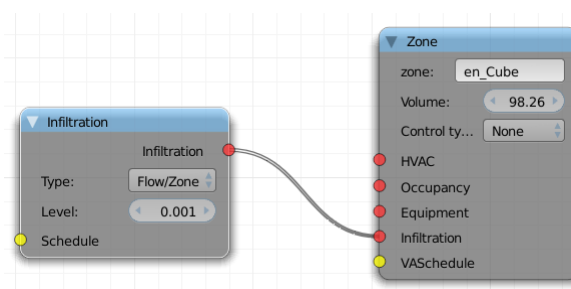 Infiltration
Infiltration
Type: Flow/Zone
Level: 0.001
Schedule
Zone
zone: en_Cube
Volume: 98.26
Control ty... None
HVAC
Occupancy
Equipment
Infiltration
VASchedule